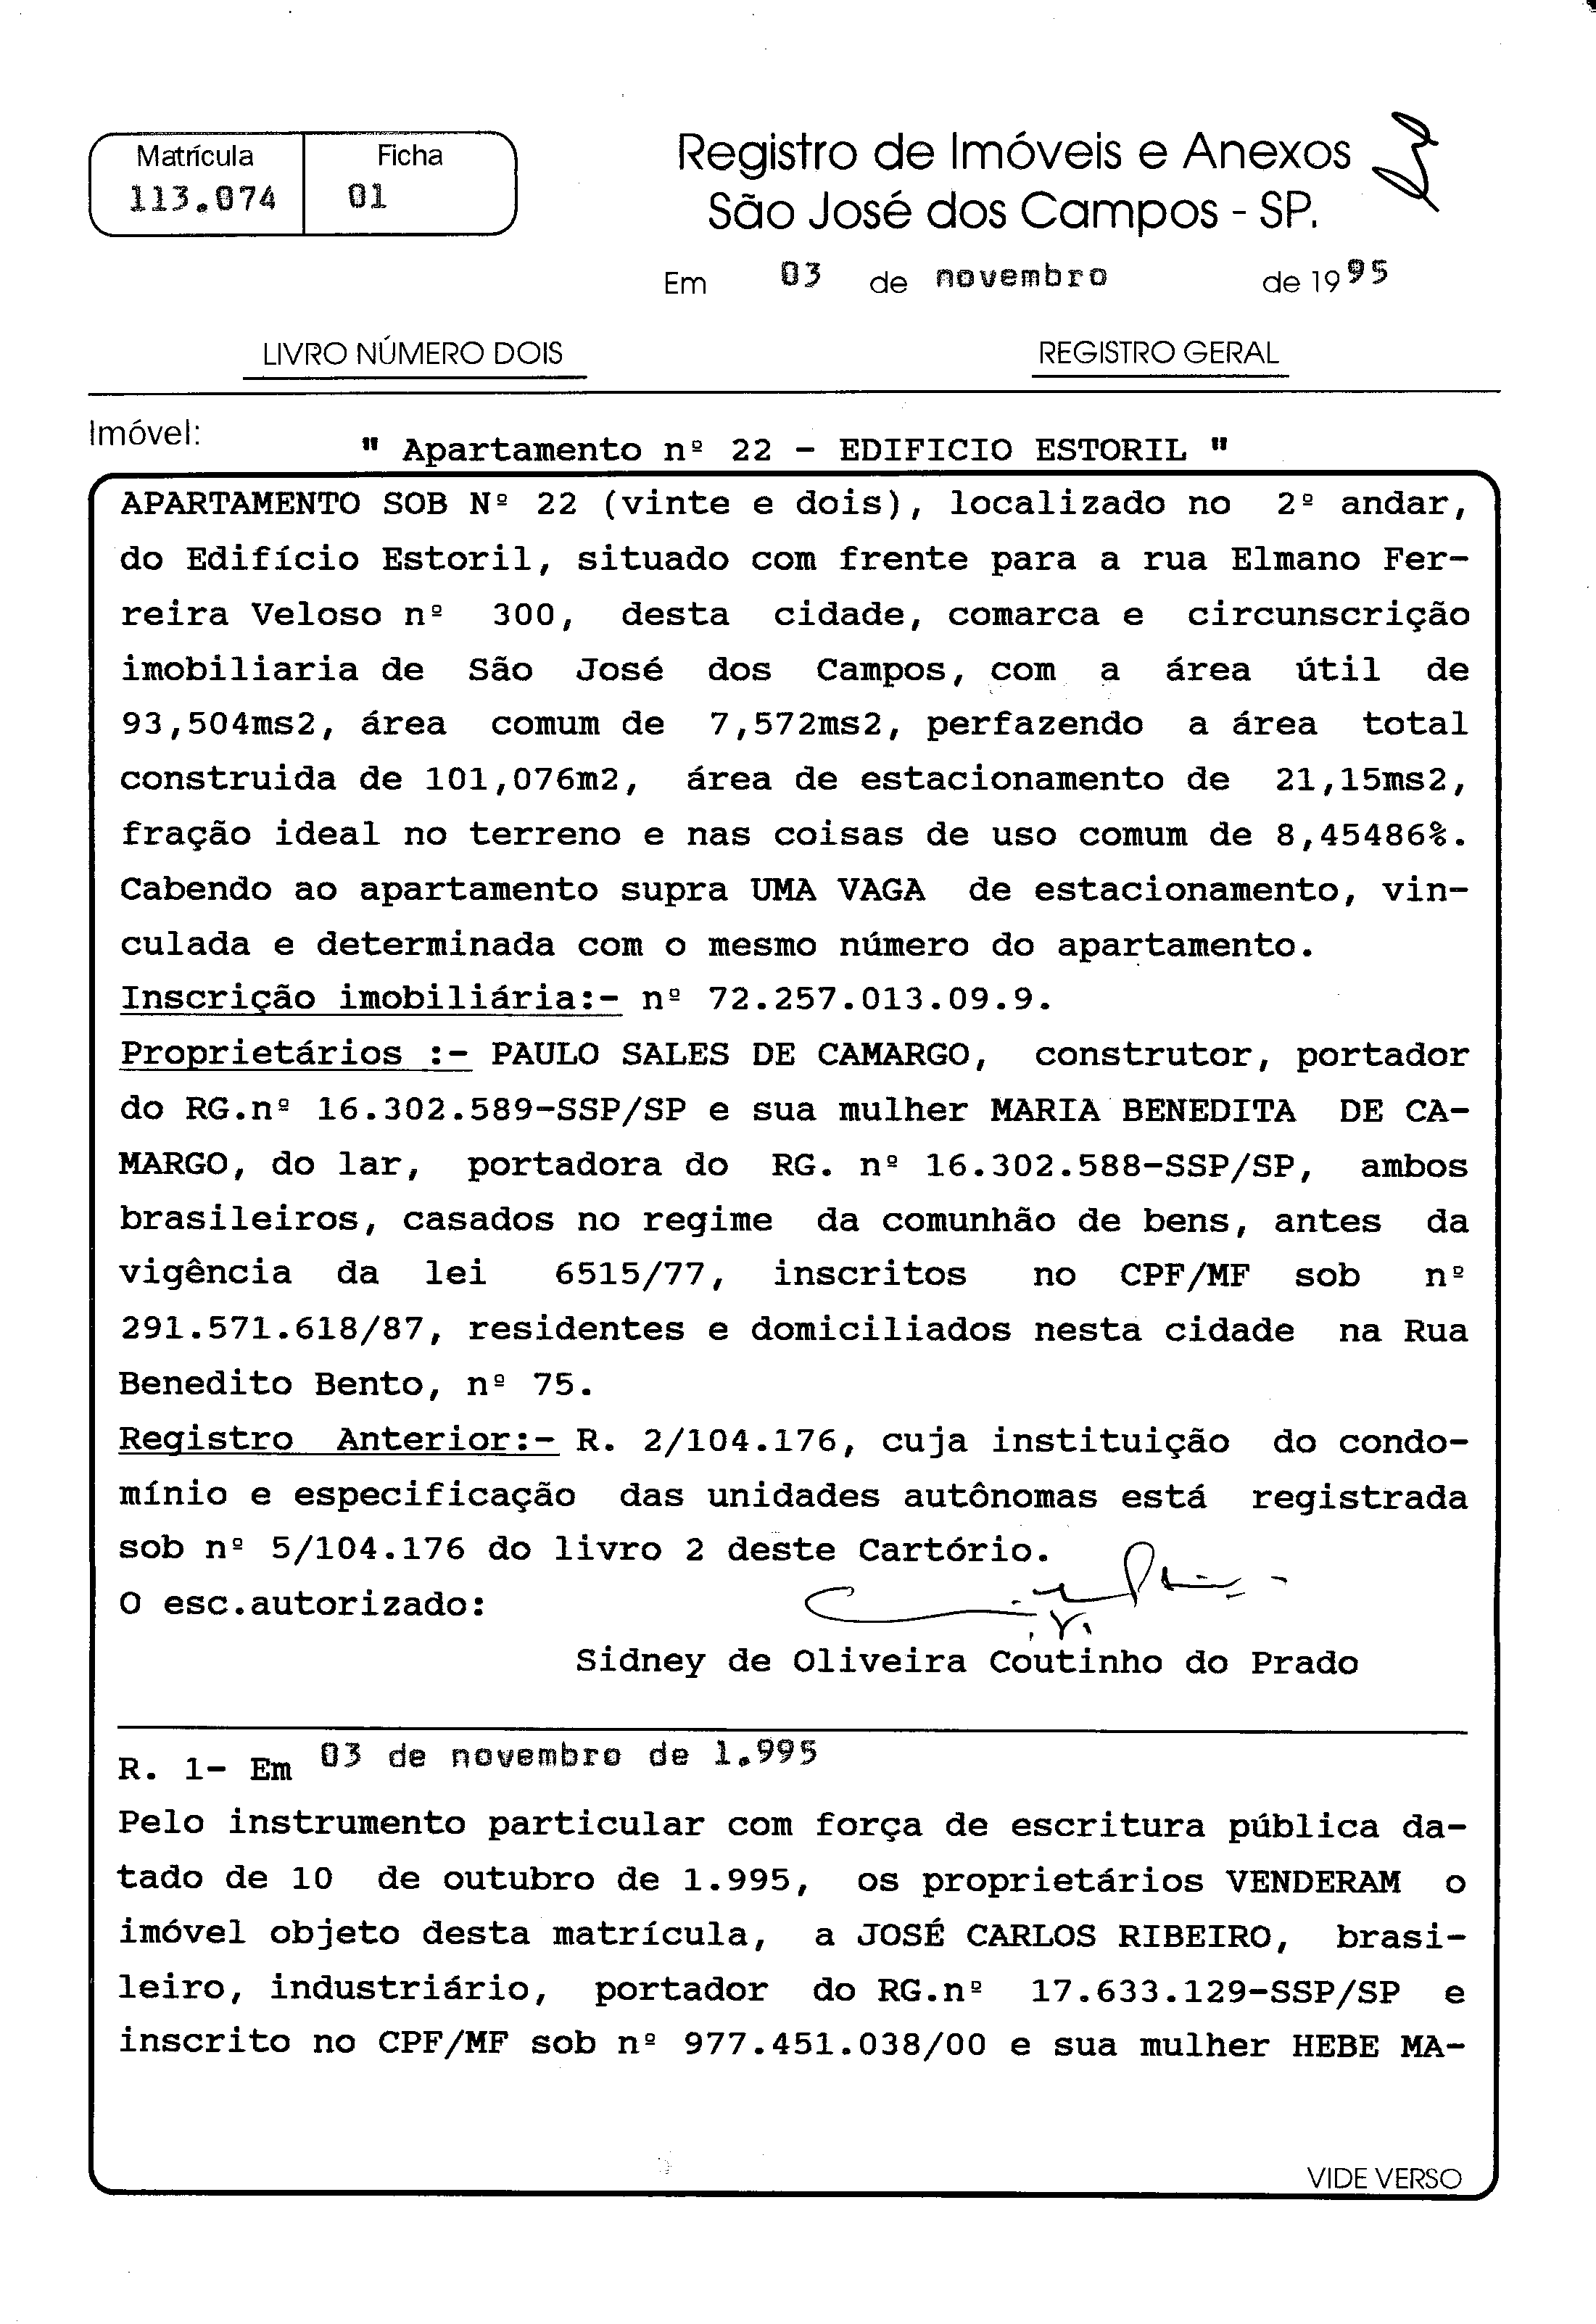 Matrícula
113.074
Ficha
01
Registro de Imóveis e Anexos
São José dos Campos - SP.
Em 03 de novembro de 1995
LIVRO NÚMERO DOIS
REGISTRO GERAL
Imóvel:
" Apartamento nº 22 - EDIFICIO ESTORIL "
APARTAMENTO SOB Nº 22 (vinte e dois), localizado no 2º andar,
do Edifício Estoril, situado com frente para a rua Elmano Fer-
reira Veloso nº 300, desta cidade, comarca e circunscrição
imobiliaria de São José dos Campos, com a área útil de
93,504ms2, área comum de 7,572ms2, perfazendo a área total
construida de 101,076m2, área de estacionamento de 21,15ms2,
fração ideal no terreno e nas coisas de uso comum de 8,45486%.
Cabendo ao apartamento supra UMA VAGA de estacionamento, vin-
culada e determinada com o mesmo número do apartamento.
Inscrição imobiliária:- nº 72.257.013.09.9.
Proprietários :- PAULO SALES DE CAMARGO, construtor, portador
do RG.nº 16.302.589-SSP/SP e sua mulher MARIA BENEDITA DE CA-
MARGO, do lar, portadora do RG. nº 16.302.588-SSP/SP, ambos
brasileiros, casados no regime da comunhão de bens, antes da
vigência da lei 6515/77, inscritos no CPF/MF sob nº
291.571.618/87, residentes e domiciliados nesta cidade na Rua
Benedito Bento, nº 75.
Registro Anterior:- R. 2/104.176, cuja instituição do condo-
mínio e especificação das unidades autônomas está registrada
sob nº 5/104.176 do livro 2 deste Cartório.
O esc.autorizado:
Sidney de Oliveira Coutinho do Prado
R. 1- Em 03 de novembro de 1.995
Pelo instrumento particular com força de escritura pública da-
tado de 10 de outubro de 1.995, os proprietários VENDERAM o
imóvel objeto desta matrícula, a JOSÉ CARLOS RIBEIRO, brasi-
leiro, industriário, portador do RG.nº 17.633.129-SSP/SP e
inscrito no CPF/MF sob nº 977.451.038/00 e sua mulher HEBE MA-
VIDE VERSO